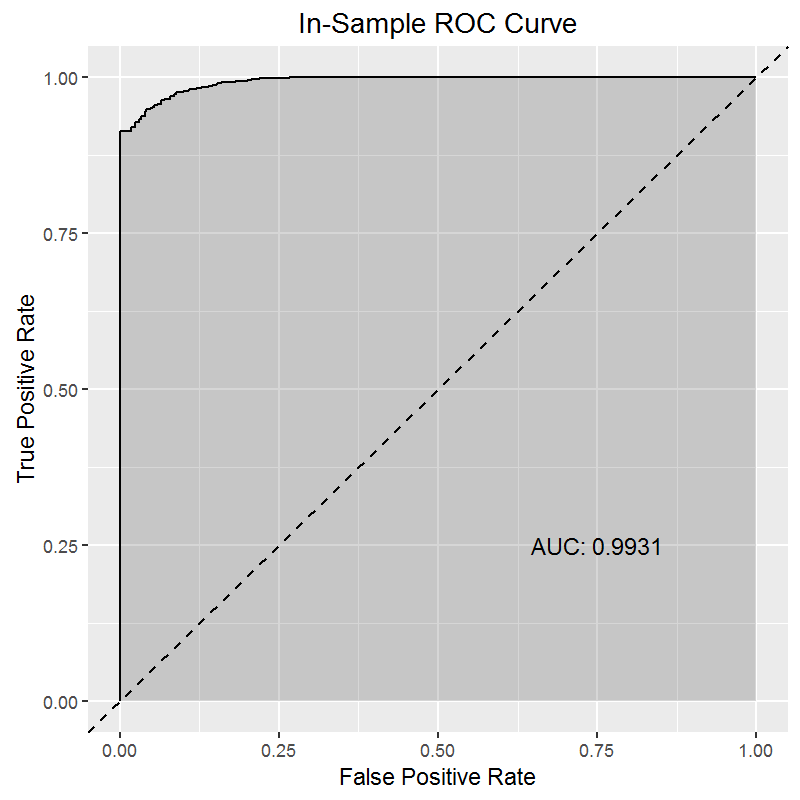 In-Sample ROC Curve
True Positive Rate
1.00
0.75
0.50
0.25
0.00
AUC: 0.9931
0.00 0.25 0.50 0.75 1.00
False Positive Rate